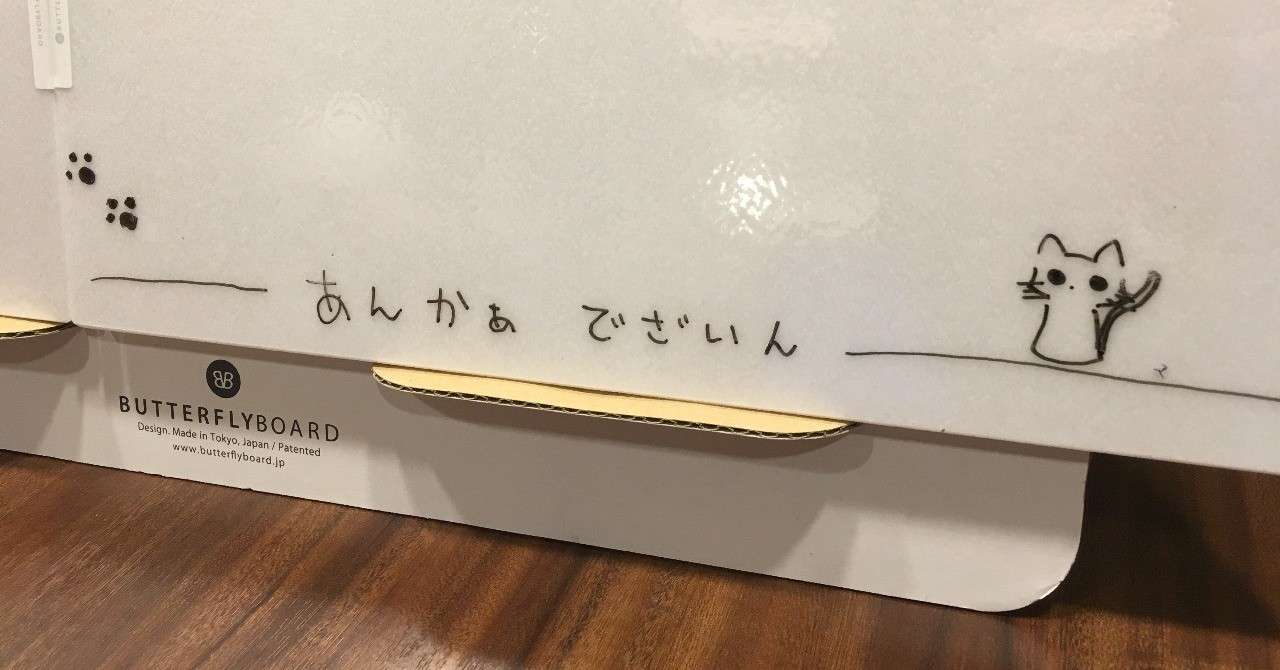 あんかぁ でざいん
BUTTERFLYBOARD
Design. Made in Tokyo, Japan / Patented
www.butterflyboard.jp